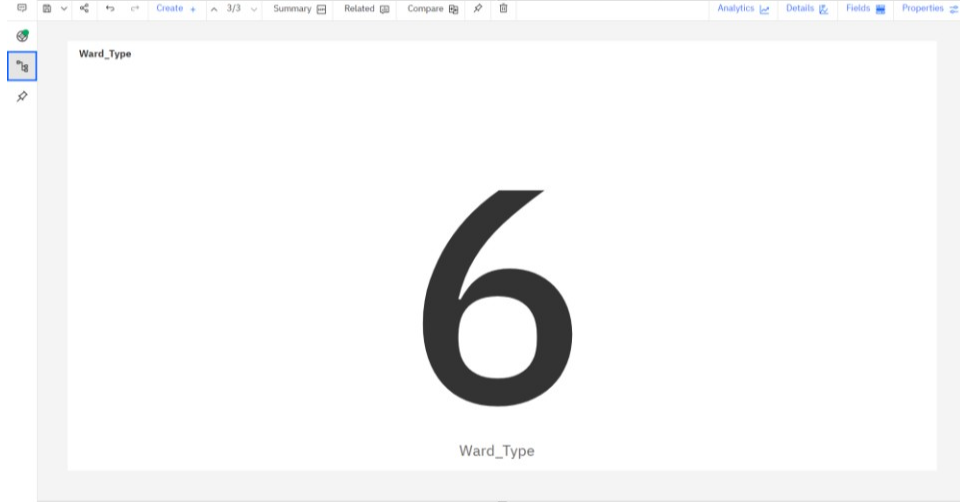 Create + 3/3 Summary Related Compare Analytics Details Fields Properties
Ward_Type
6
Ward_Type